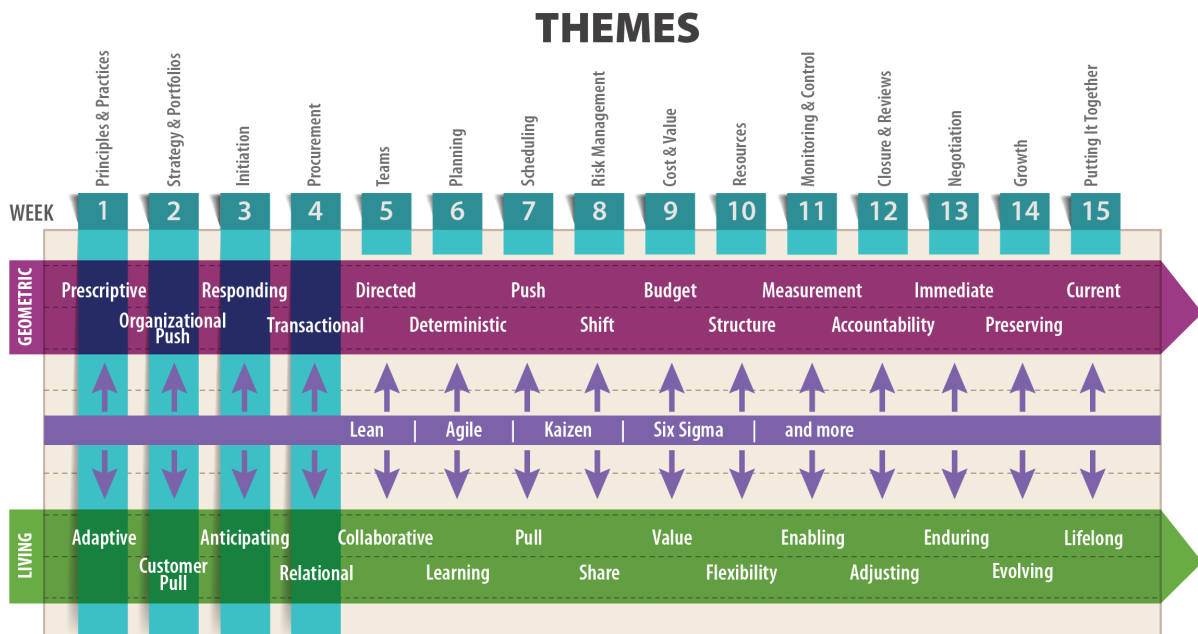 THEMES
Principles & Practices
Strategy & Portfolios
Initiation
Procurement
Teams
Planning
Scheduling
Risk Management
Cost & Value
Resources
Monitoring & Control
Closure & Reviews
Negotiation
Growth
Putting It Together
WEEK 1 2 3 4 5 6 7 8 9 10 11 12 13 14 15
GEOMETRIC
Prescriptive Responding Directed Push Budget Measurement Immediate Current
Organizational
Push Transactional Deterministic Shift Structure Accountability Preserving
Lean | Agile | Kaizen | Six Sigma | and more
LIVING
Adaptive Anticipating Collaborative Pull Value Enabling Enduring Lifelong
Customer
Pull Relational Learning Share Flexibility Adjusting Evolving